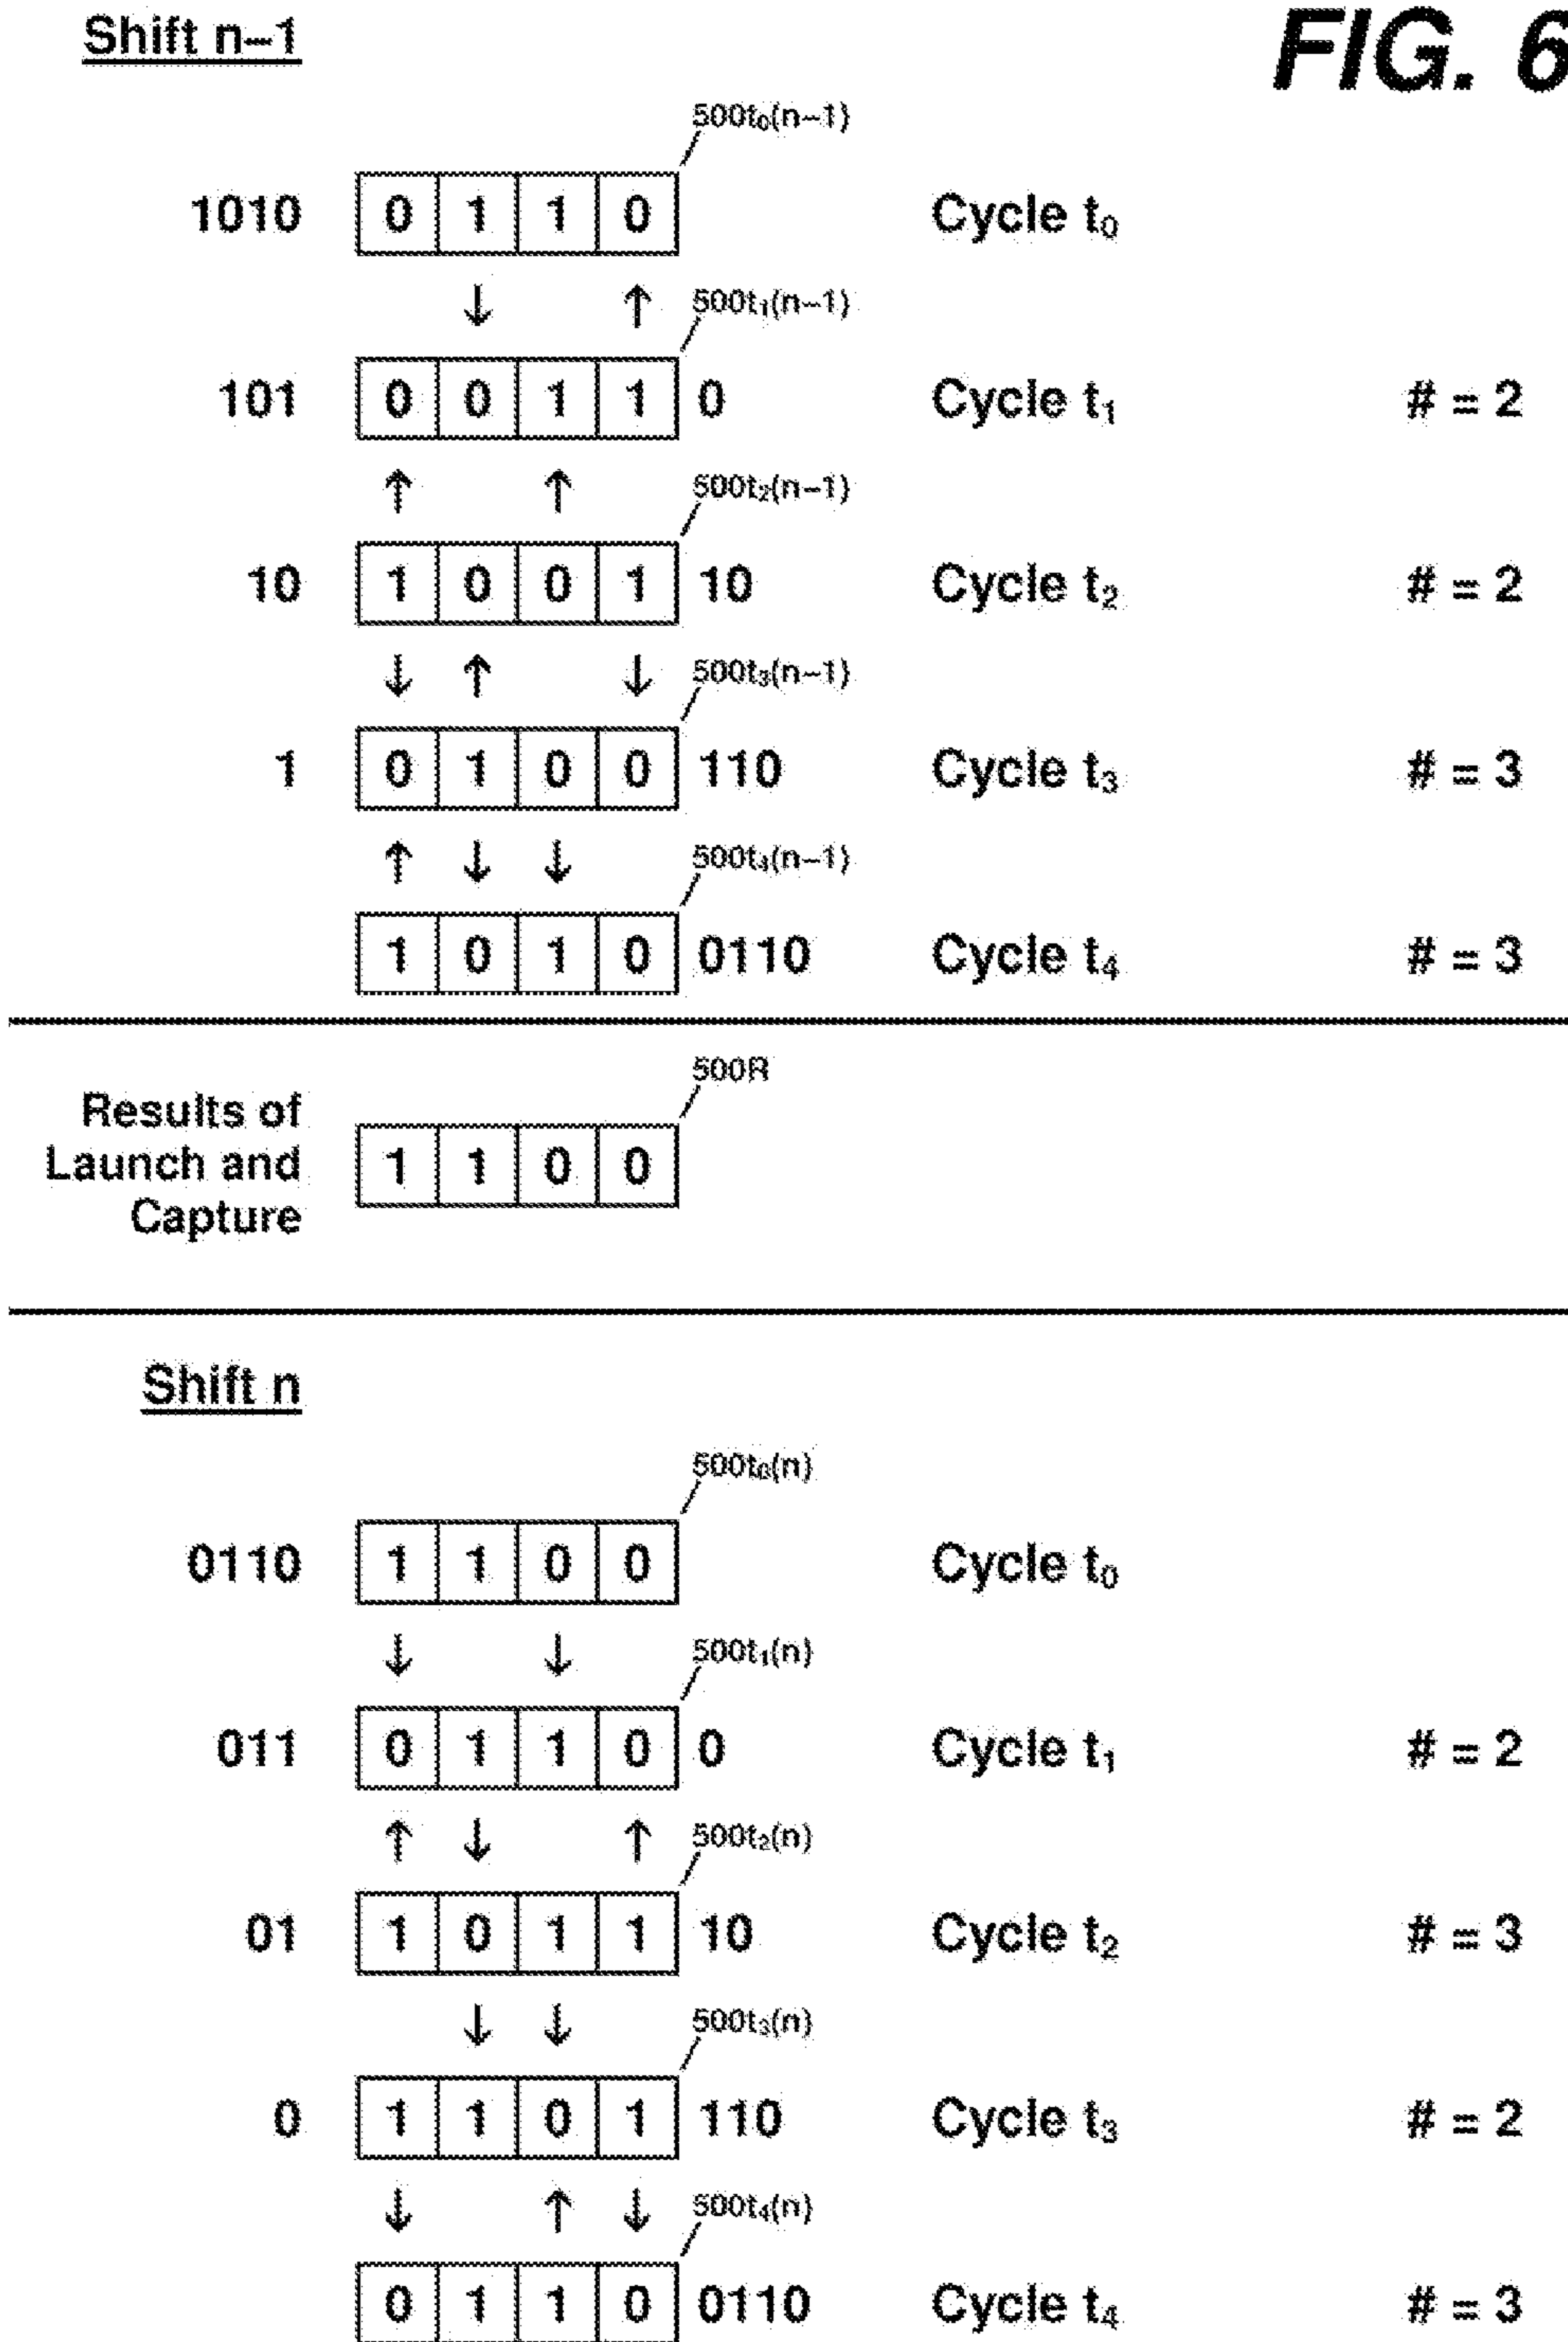 Shift n–1
FIG. 6
500t₀(n–1)
1010 0 1 1 0 Cycle t₀
↓ ↑ 500t₁(n–1)
101 0 0 1 1 0 Cycle t₁ # = 2
↑ ↑ 500t₂(n–1)
10 1 0 0 1 10 Cycle t₂ # = 2
↓ ↑ ↓ 500t₃(n–1)
1 0 1 0 0 110 Cycle t₃ # = 3
↑ ↓ ↓ 500t₄(n–1)
1 0 1 0 0110 Cycle t₄ # = 3
500R
Results of
Launch and
Capture
1 1 0 0
Shift n
500t₀(n)
0110 1 1 0 0 Cycle t₀
↓ ↓ 500t₁(n)
011 0 1 1 0 0 Cycle t₁ # = 2
↑ ↓ ↑ 500t₂(n)
01 1 0 1 1 10 Cycle t₂ # = 3
↓ ↓ 500t₃(n)
0 1 1 0 1 110 Cycle t₃ # = 2
↓ ↑ ↓ 500t₄(n)
0 1 1 0 0110 Cycle t₄ # = 3